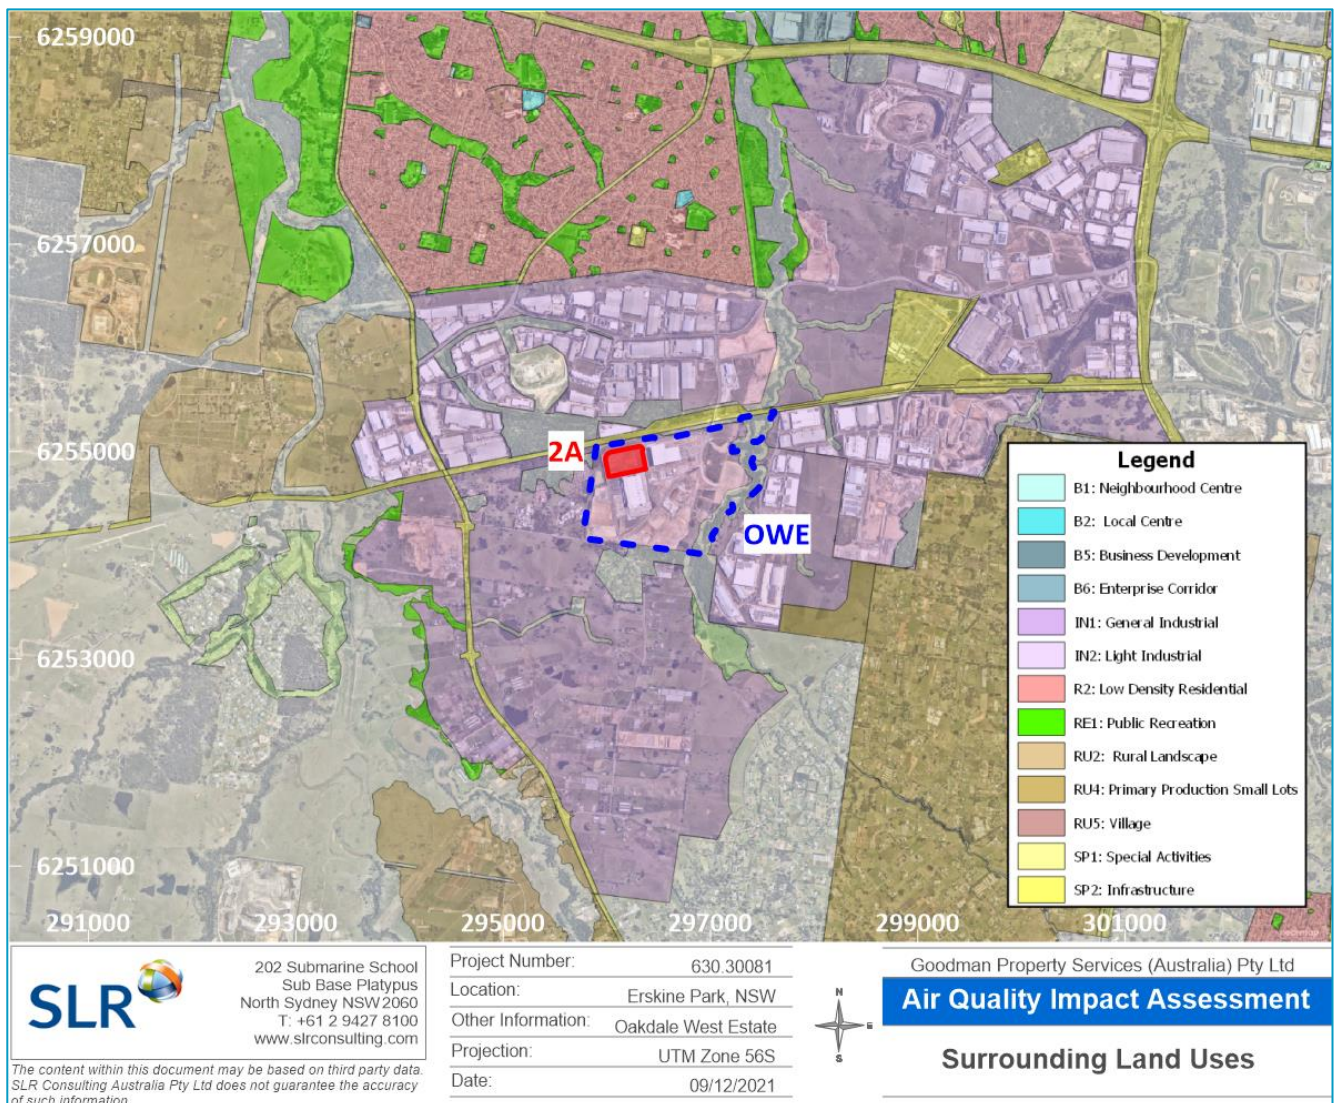 6259000
6257000
6255000
6253000
6251000
291000
293000
295000
297000
299000
301000
2A
OWE
Legend
B1: Neighbourhood Centre
B2: Local Centre
B5: Business Development
B6: Enterprise Corridor
IN1: General Industrial
IN2: Light Industrial
R2: Low Density Residential
RE1: Public Recreation
RU2: Rural Landscape
RU4: Primary Production Small Lots
RU5: Village
SP1: Special Activities
SP2: Infrastructure
SLR
202 Submarine School
Sub Base Platypus
North Sydney NSW 2060
T: +61 2 9427 8100
www.slrconsulting.com
The content within this document may be based on third party data.
SLR Consulting Australia Pty Ltd does not guarantee the accuracy
of such information
Project Number: 630.30081
Location: Erskine Park, NSW
Other Information: Oakdale West Estate
Projection: UTM Zone 56S
Date: 09/12/2021
N
E
S
Goodman Property Services (Australia) Pty Ltd
Air Quality Impact Assessment
Surrounding Land Uses